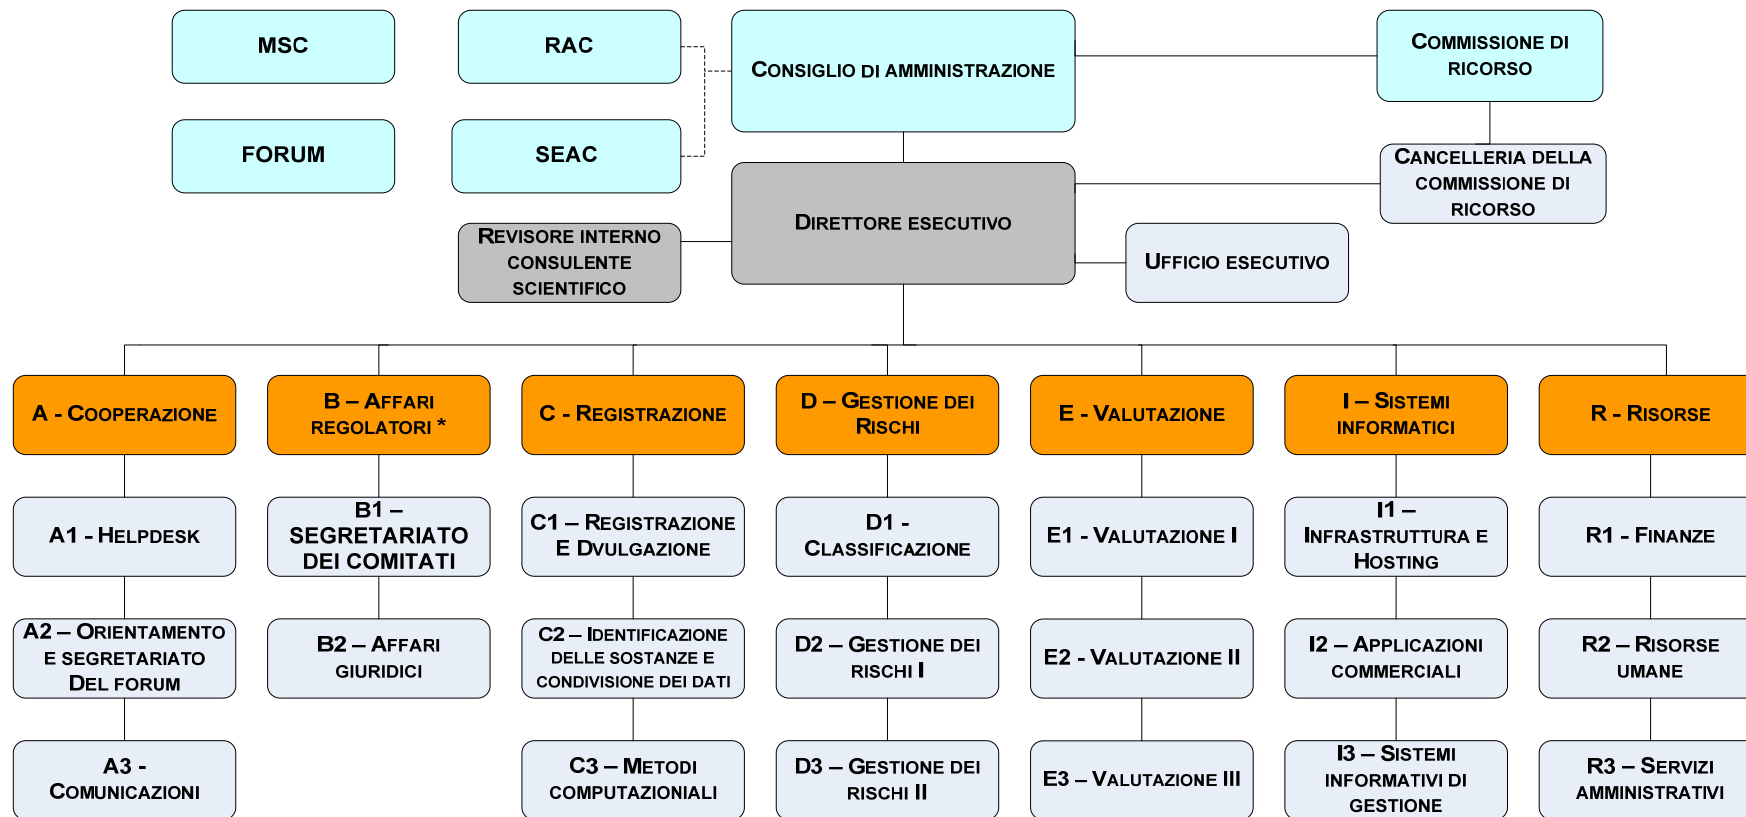 MSC
RAC
CONSIGLIO DI AMMINISTRAZIONE
COMMISSIONE DI
RICORSO
FORUM
SEAC
CANCELLERIA DELLA
COMMISSIONE DI
RICORSO
DIRETTORE ESECUTIVO
REVISORE INTERNO
CONSULENTE
SCIENTIFICO
UFFICIO ESECUTIVO
A - COOPERAZIONE
B – AFFARI
REGOLATORI *
C - REGISTRAZIONE
D – GESTIONE DEI
RISCHI
E - VALUTAZIONE
I – SISTEMI
INFORMATICI
R - RISORSE
A1 - HELPDESK
B1 –
SEGRETARIATO
DEI COMITATI
C1 – REGISTRAZIONE
E DVULGAZIONE
D1 -
CLASSIFICAZIONE
E1 - VALUTAZIONE I
I1 –
INFRASTRUTTURA E
HOSTING
R1 - FINANZE
A2 – ORIENTAMENTO
E SEGRETARIATO
DEL FORUM
B2 – AFFARI
GIURIDICI
C2 – IDENTIFICAZIONE
DELLE SOSTANZE E
CONDIVISIONE DEI DATI
D2 – GESTIONE DEI
RISCHI I
E2 - VALUTAZIONE II
I2 – APPLICAZIONI
COMMERCIALI
R2 – RISORSE
UMANE
A3 -
COMUNICAZIONI
C3 – METODI
COMPUTAZIONIALI
D3 – GESTIONE DEI
RISCHI II
E3 – VALUTAZIONE III
I3 – SISTEMI
INFORMATIVI DI
GESTIONE
R3 – SERVIZI
AMMINISTRATIVI